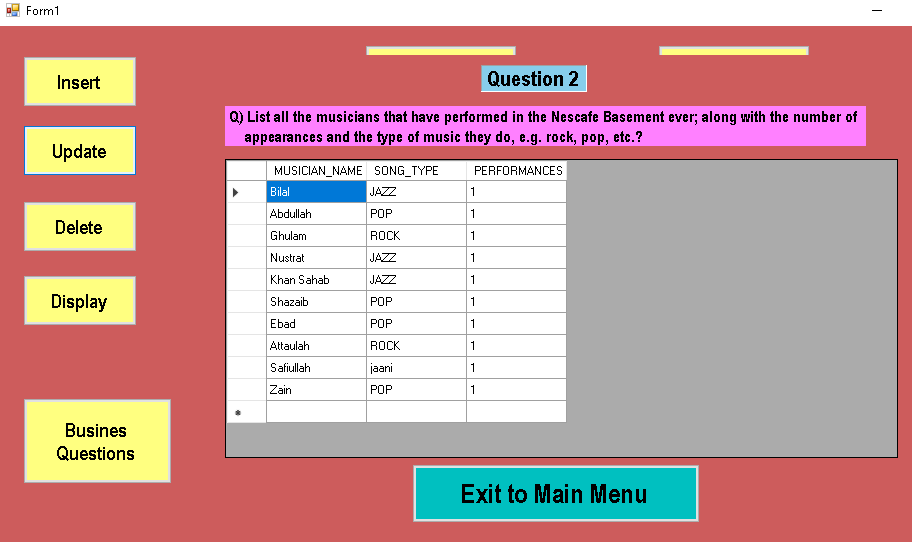 Form1
Question 2
Insert
Q) List all the musicians that have performed in the Nescafe Basement ever; along with the number of
appearances and the type of music they do, e.g. rock, pop, etc.?
Update
MUSICIAN_NAME SONG_TYPE PERFORMANCES
Bilal JAZZ 1
Abdullah POP 1
Ghulam ROCK 1
Nustrat JAZZ 1
Khan Sahab JAZZ 1
Shazaib POP 1
Ebad POP 1
Attaulah ROCK 1
Safiullah jaani 1
Zain POP 1
Delete
Display
Busines
Questions
Exit to Main Menu